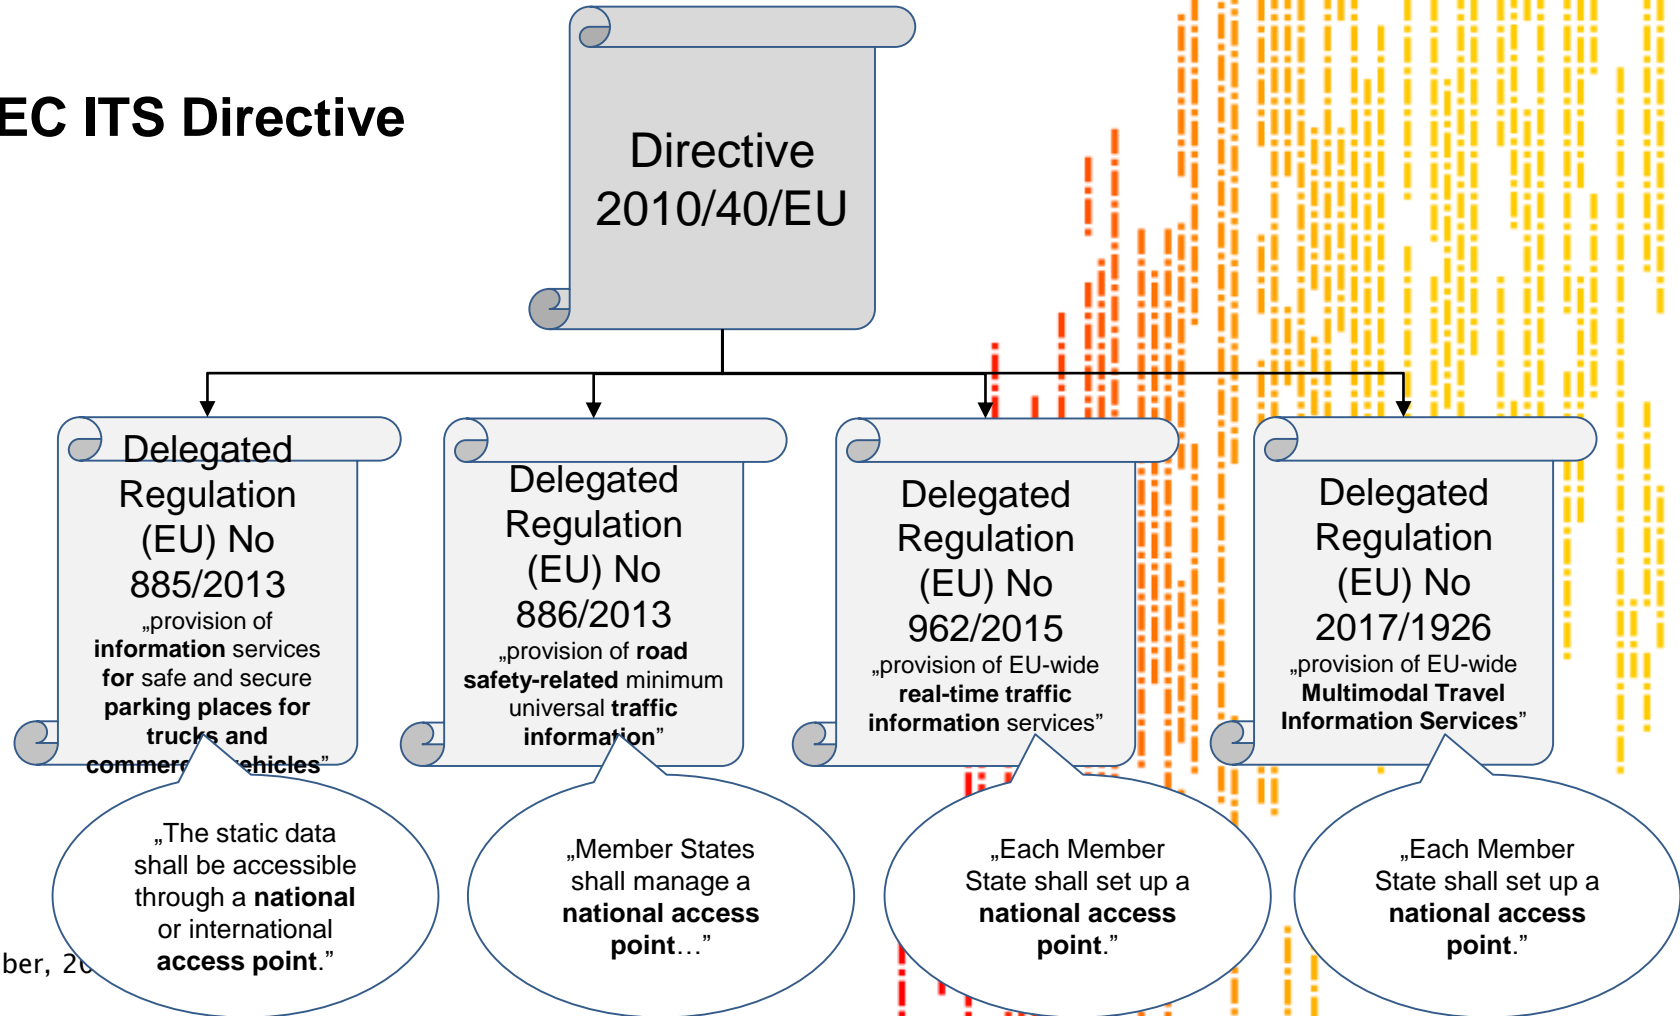 EC ITS Directive
Directive
2010/40/EU
Delegated
Regulation
(EU) No
885/2013
„provision of
information services
for safe and secure
parking places for
trucks and
commercial vehicles”
Delegated
Regulation
(EU) No
886/2013
„provision of road
safety-related minimum
universal traffic
information”
Delegated
Regulation
(EU) No
962/2015
„provision of EU-wide
real-time traffic
information services”
Delegated
Regulation
(EU) No
2017/1926
„provision of EU-wide
Multimodal Travel
Information Services”
„The static data
shall be accessible
through a national
or international
access point.”
„Member States
shall manage a
national access
point…”
„Each Member
State shall set up a
national access
point.”
„Each Member
State shall set up a
national access
point.”
ber,